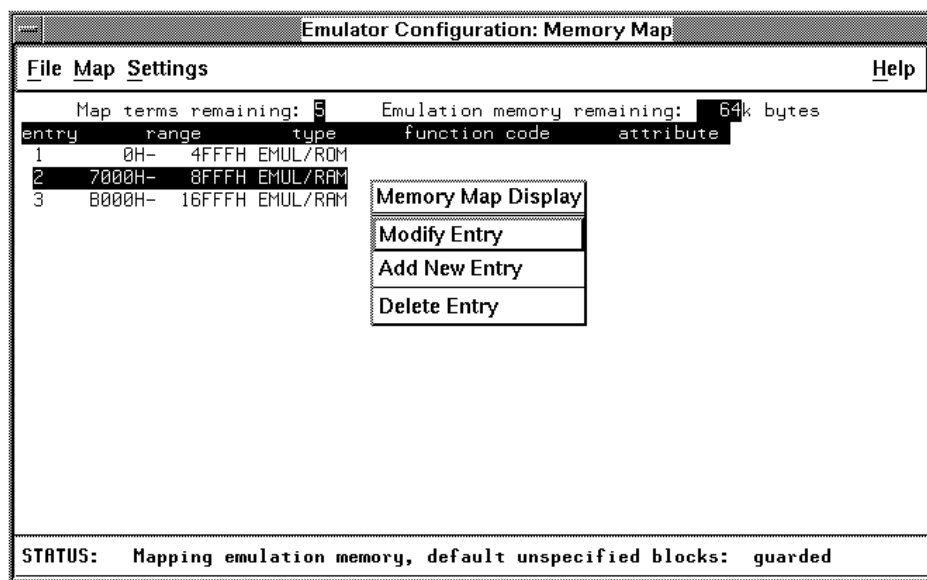 Emulator Configuration: Memory Map
File Map Settings Help
Map terms remaining: 5 Emulation memory remaining: 64k bytes
entry range type function code attribute
1 0H- 4FFFH EMUL/ROM
2 7000H- 8FFFH EMUL/RAM
3 B000H- 16FFFH EMUL/RAM
Memory Map Display
Modify Entry
Add New Entry
Delete Entry
STATUS: Mapping emulation memory, default unspecified blocks: guarded